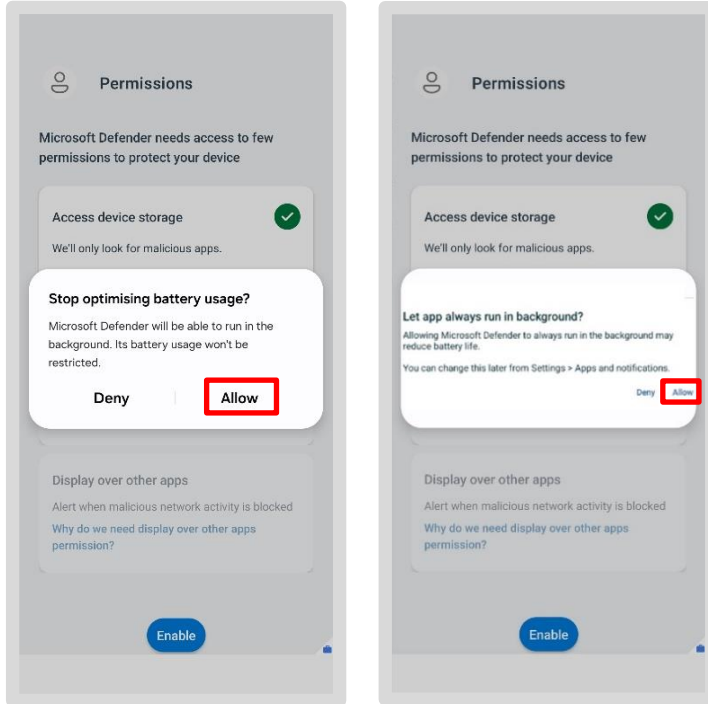 Permissions
Microsoft Defender needs access to few
permissions to protect your device
Access device storage
We'll only look for malicious apps.
Stop optimising battery usage?
Microsoft Defender will be able to run in the
background. Its battery usage won't be
restricted.
Deny
Allow
Display over other apps
Alert when malicious network activity is blocked
Why do we need display over other apps
permission?
Enable
Permissions
Microsoft Defender needs access to few
permissions to protect your device
Access device storage
We'll only look for malicious apps.
Let app always run in background?
Allowing Microsoft Defender to always run in the background may
reduce battery life.
You can change this later from Settings > Apps and notifications.
Deny
Allow
Display over other apps
Alert when malicious network activity is blocked
Why do we need display over other apps
permission?
Enable